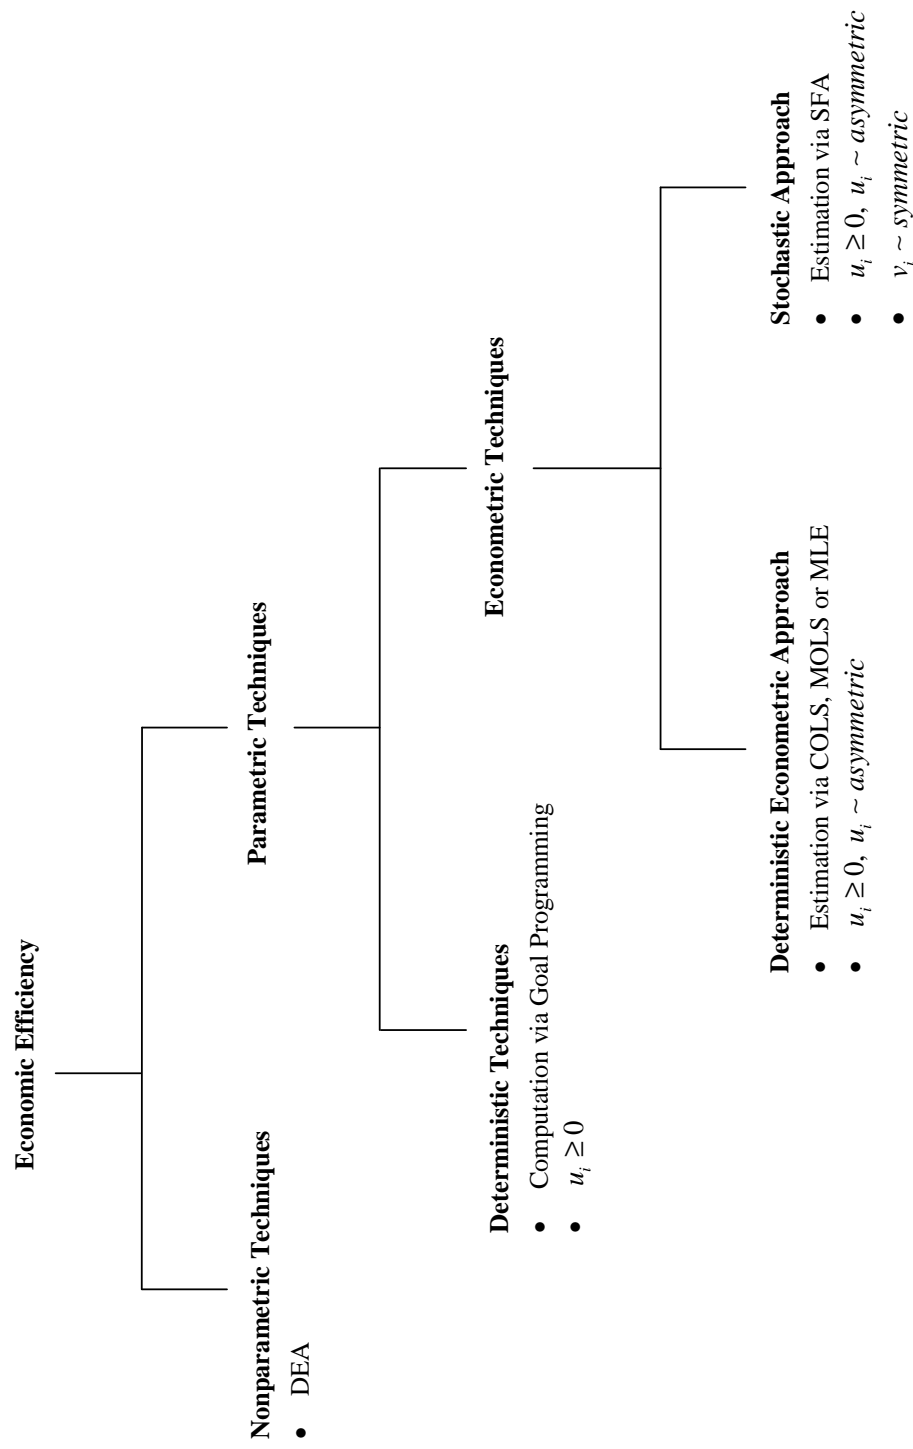 Economic Efficiency
Nonparametric Techniques
• DEA
Parametric Techniques
Deterministic Techniques
• Computation via Goal Programming
• uᵢ ≥ 0
Econometric Techniques
Deterministic Econometric Approach
• Estimation via COLS, MOLS or MLE
• uᵢ ≥ 0, uᵢ ~ asymmetric
Stochastic Approach
• Estimation via SFA
• uᵢ ≥ 0, uᵢ ~ asymmetric
• vᵢ ~ symmetric